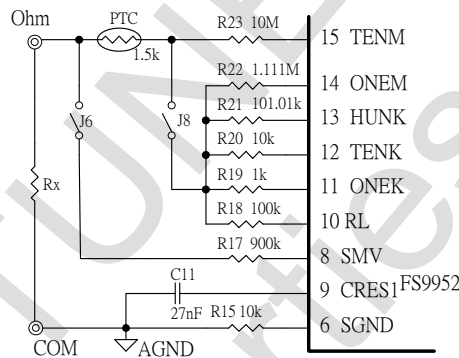 Ohm
PTC
1.5k
R23 10M
15 TENM
R22 1.111M
14 ONEM
R21 101.01k
13 HUNK
J6
J8
R20 10k
12 TENK
R19 1k
11 ONEK
Rx
R18 100k
10 RL
R17 900k
8 SMV
C11
27nF
9 CRES1
FS9952
R15 10k
6 SGND
COM
AGND